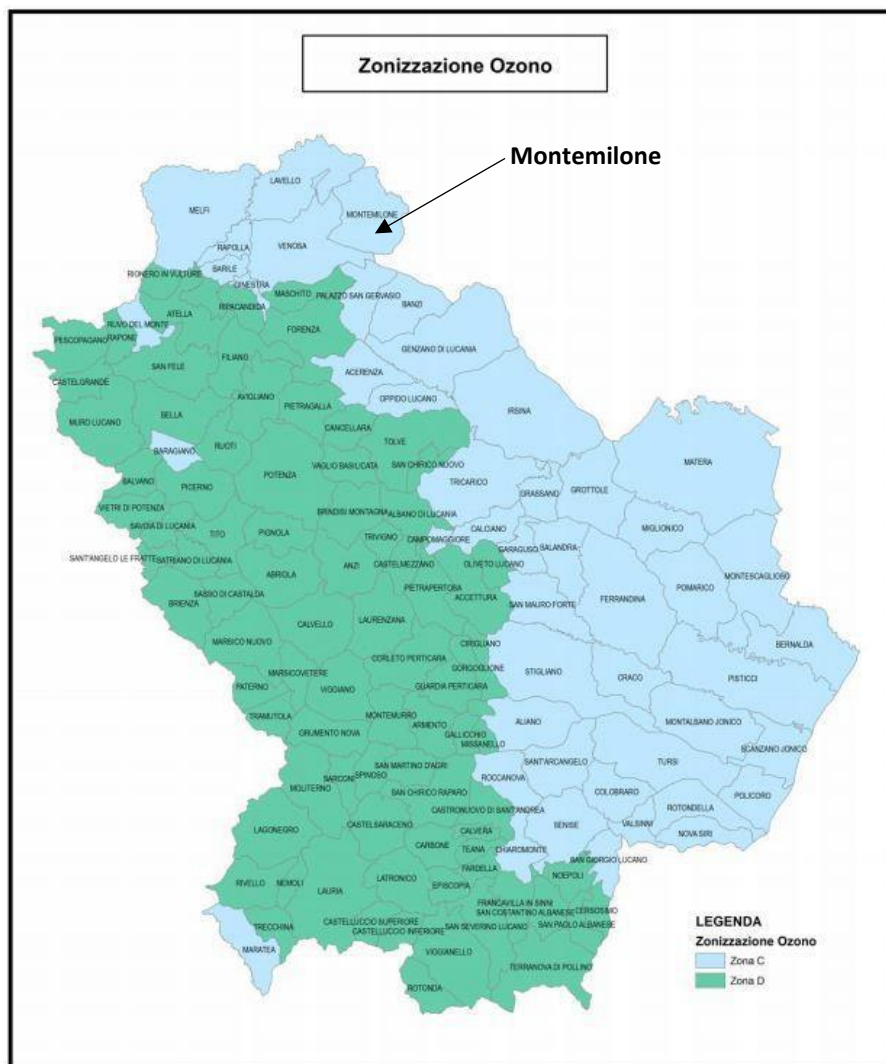 Zonizzazione Ozono
Montemilone
LAVELLO
MELFI
MONTEMILONE
RAPOLLA
VENOSA
BARILE
RIONERO IN VULTURE
GINESTRA
MASCHITO
PALAZZO SAN GERVASIO
BANZI
ATELLA
RIPACANDIDA
RUVO DEL MONTE
FORENZA
PESCOPAGANO
RAPONE
GENZANO DI LUCANIA
FILIANO
SAN FELE
ACERENZA
CASTELGRANDE
OPPIDO LUCANO
AVIGLIANO
PIETRAGALLA
IRSINA
BELLA
MURO LUCANO
CANCELLARA
TOLVE
RUOTI
BARAGIANO
MATERA
VAGLIO BASILICATA
SAN CHIRICO NUOVO
POTENZA
TRICARICO
GROTTOLE
BALVANO
PICERNO
GRASSANO
VIETRI DI POTENZA
BRINDISI MONTAGNA
ALBANO DI LUCANIA
SAVOIA DI LUCANIA
TITO
PIGNOLA
CALCIANO
MIGLIONICO
TRIVIGNO
CAMPOMAGGIORE
GARAGUSO
SALANDRA
SANT'ANGELO LE FRATTE
SATRIANO DI LUCANIA
ANZI
CASTELMEZZANO
OLIVETO LUCANO
ABRIOLA
MONTESCAGLIOSO
PIETRAPERTOSA
POMARICO
SASSO DI CASTALDA
ACCETTURA
FERRANDINA
BRIENZA
SAN MAURO FORTE
LAURENZANA
CALVELLO
MARSICO NUOVO
CIRIGLIANO
BERNALDA
CORLETO PERTICARA
GORGOGLIONE
STIGLIANO
MARSICOVETERE
CRACO
PISTICCI
PATERNO
VIGGIANO
GUARDIA PERTICARA
TRAMUTOLA
MONTEMURRO
ARMENTO
ALIANO
MONTALBANO JONICO
GRUMENTO NOVA
GALLICCHIO
MISSANELLO
SCANZANO JONICO
SAN MARTINO D'AGRI
SANT'ARCANGELO
TURSI
SARCONI
SPINOSO
ROCCANOVA
MOLITERNO
SAN CHIRICO RAPARO
COLOBRARO
POLICORO
CASTRONUOVO DI SANT'ANDREA
ROTONDELLA
LAGONEGRO
CASTELSARACENO
CALVERA
SENISE
VALSINNI
NOVA SIRI
CARBONE
TEANA
CHIAROMONTE
SAN GIORGIO LUCANO
FARDELLA
NOEPOLI
RIVELLO
NEMOLI
LATRONICO
EPISCOPIA
LAURIA
FRANCAVILLA IN SINNI
SAN COSTANTINO ALBANESE
CERSOSIMO
CASTELLUCCIO SUPERIORE
TRECCHINA
CASTELLUCCIO INFERIORE
SAN SEVERINO LUCANO
SAN PAOLO ALBANESE
MARATEA
VIGGIANELLO
TERRANOVA DI POLLINO
ROTONDA
LEGENDA
Zonizzazione Ozono
Zona C
Zona D